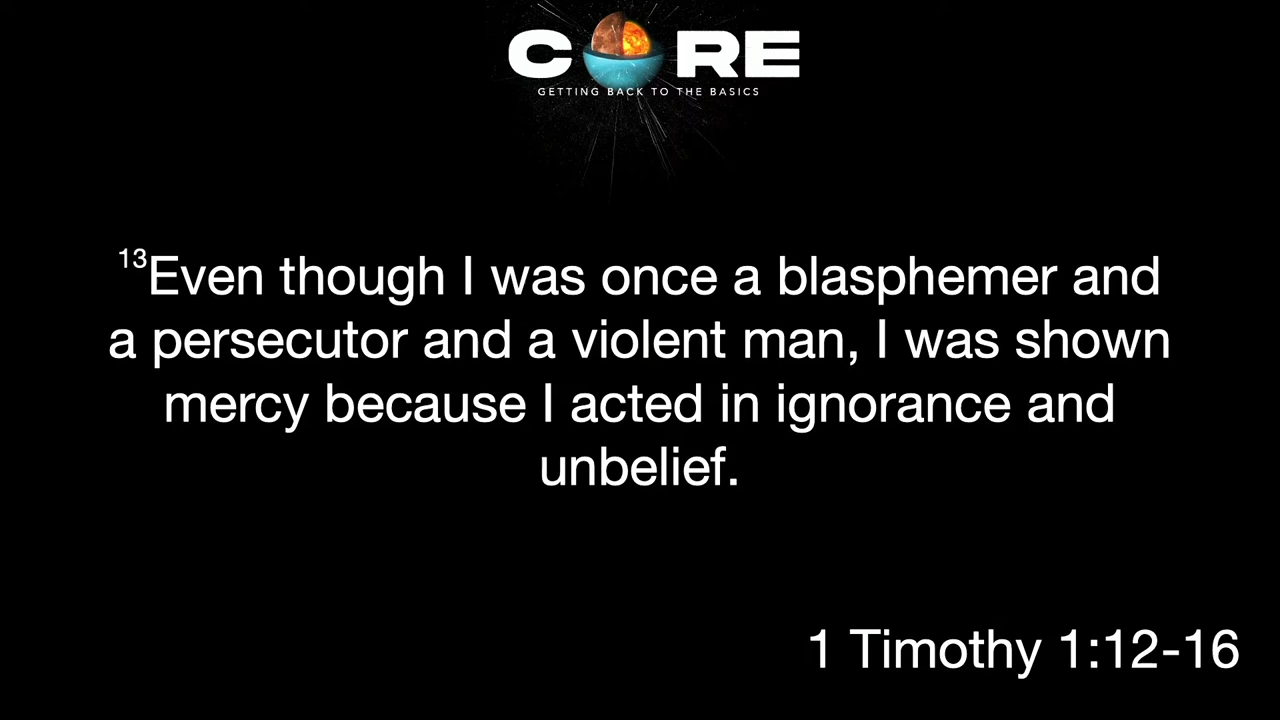 CORE
GETTING BACK TO THE BASICS
13Even though I was once a blasphemer and
a persecutor and a violent man, I was shown
mercy because I acted in ignorance and
unbelief.
1 Timothy 1:12-16